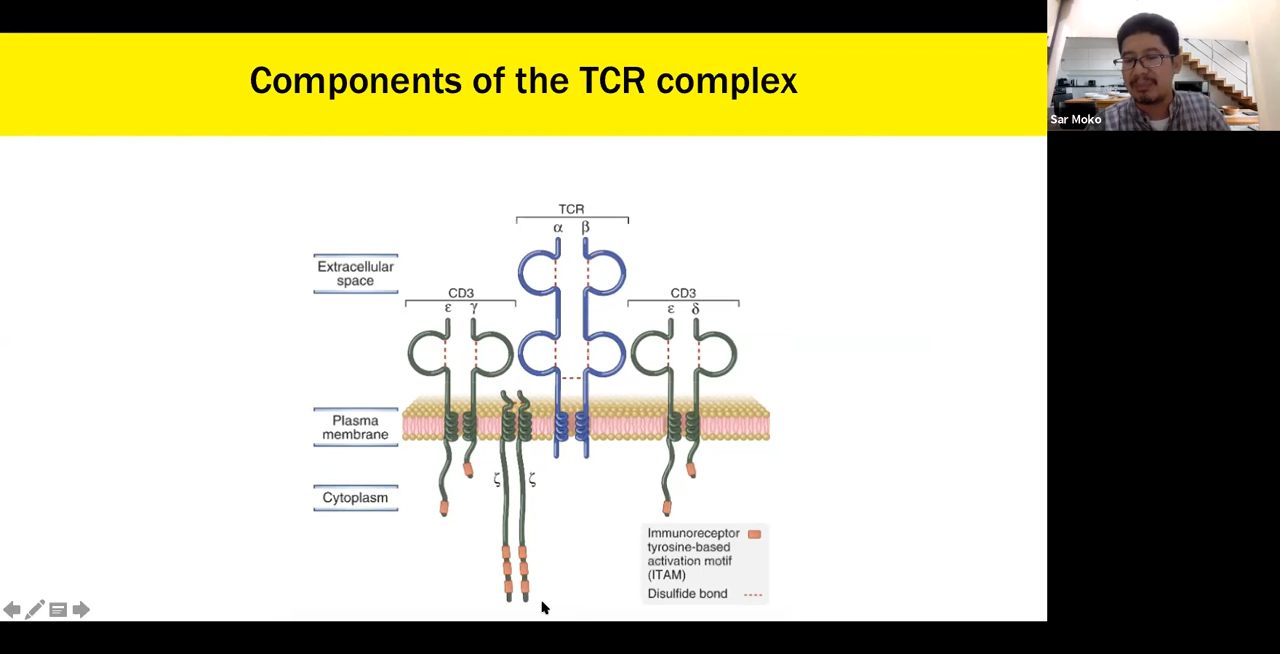 Components of the TCR complex
Sar Moko
TCR
α β
Extracellular
space
CD3
ε γ
CD3
ε δ
Plasma
membrane
ζ ζ
Cytoplasm
Immunoreceptor
tyrosine-based
activation motif
(ITAM)
Disulfide bond